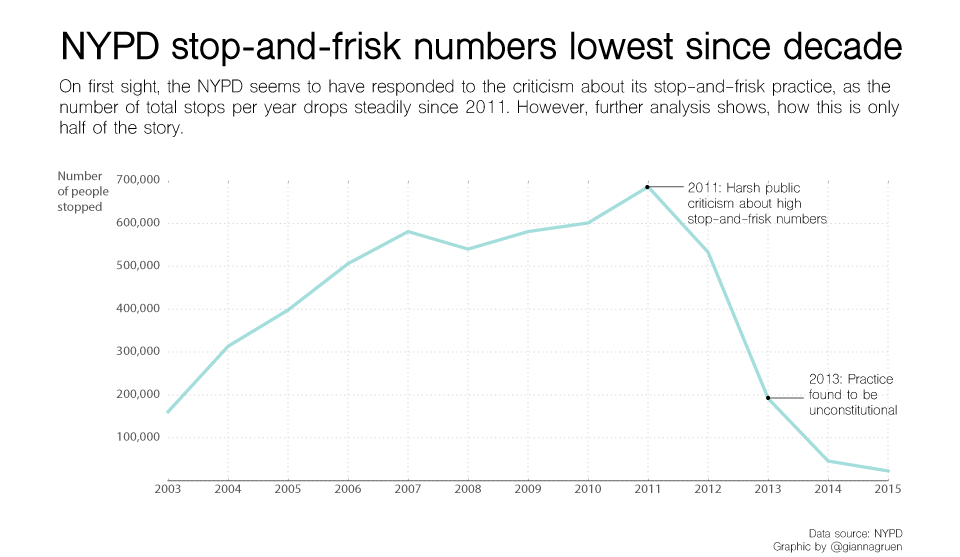 NYPD stop-and-frisk numbers lowest since decade
On first sight, the NYPD seems to have responded to the criticism about its stop-and-frisk practice, as the
number of total stops per year drops steadily since 2011. However, further analysis shows, how this is only
half of the story.
Number
of people
stopped
700,000
600,000
500,000
400,000
300,000
200,000
100,000
2011: Harsh public
criticism about high
stop-and-frisk numbers
2013: Practice
found to be
unconstitutional
2003 2004 2005 2006 2007 2008 2009 2010 2011 2012 2013 2014 2015
Data source: NYPD
Graphic by @giannagruen